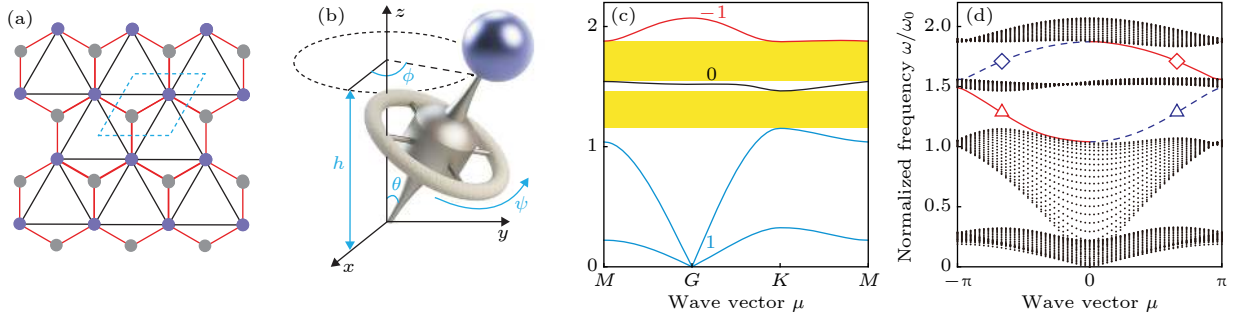 (a)
(b)
z
ϕ
h
θ
ψ
y
x
(c)
2
1
0
−1
0
1
M G K M
Wave vector μ
(d)
Normalized frequency ω/ω0
2.0
1.5
1.0
0.5
0
−π 0 π
Wave vector μ